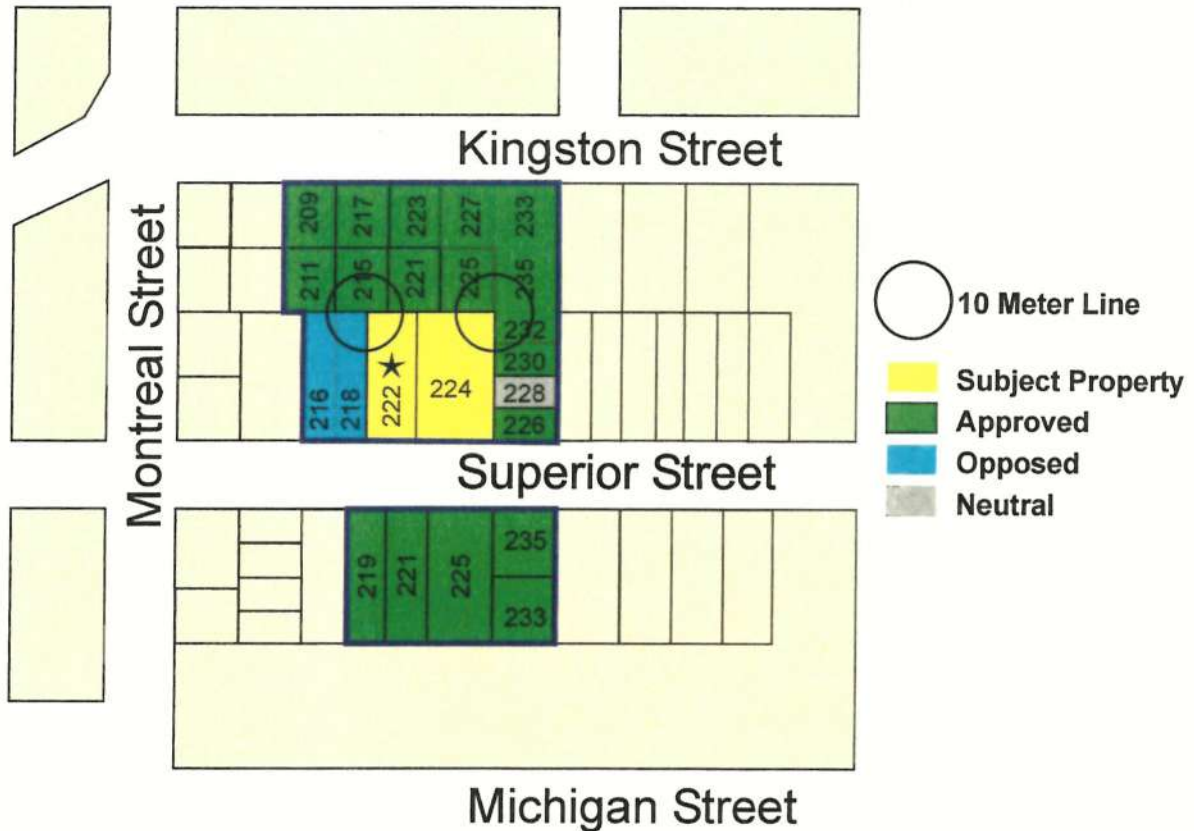 Kingston Street
Montreal Street
209
217
223
227
233
211
215
221
225
235
232
230
216
218
222
224
228
226
Superior Street
219
221
225
235
233
Michigan Street
10 Meter Line
Subject Property
Approved
Opposed
Neutral